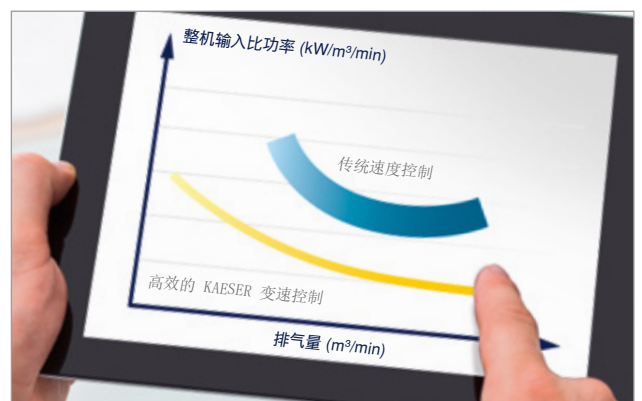 整机输入比功率 (kW/m³/min)
传统速度控制
高效的 KAESER 变速控制
排气量 (m³/min)